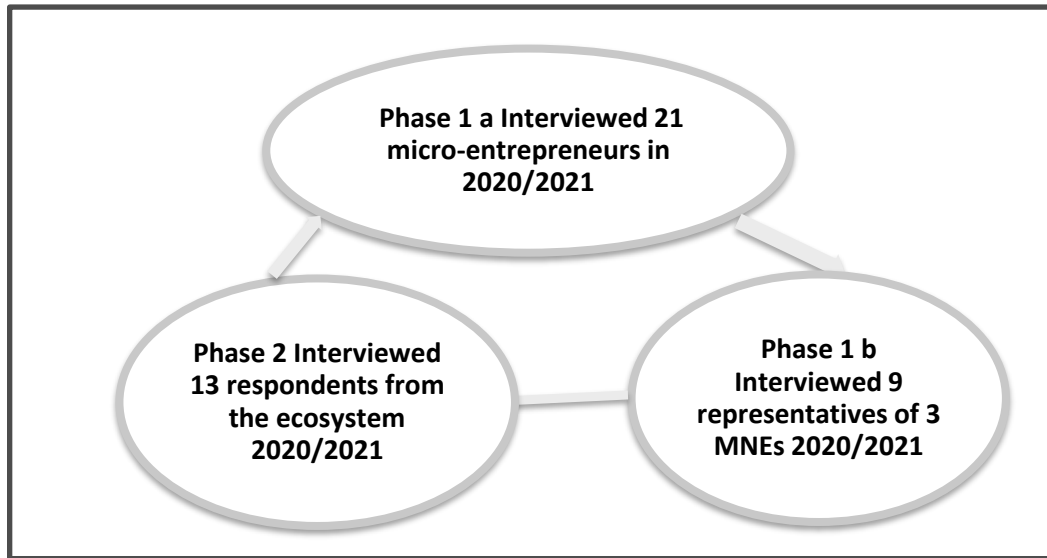 Phase 1 a Interviewed 21
micro-entrepreneurs in
2020/2021
Phase 2 Interviewed
13 respondents from
the ecosystem
2020/2021
Phase 1 b
Interviewed 9
representatives of 3
MNEs 2020/2021